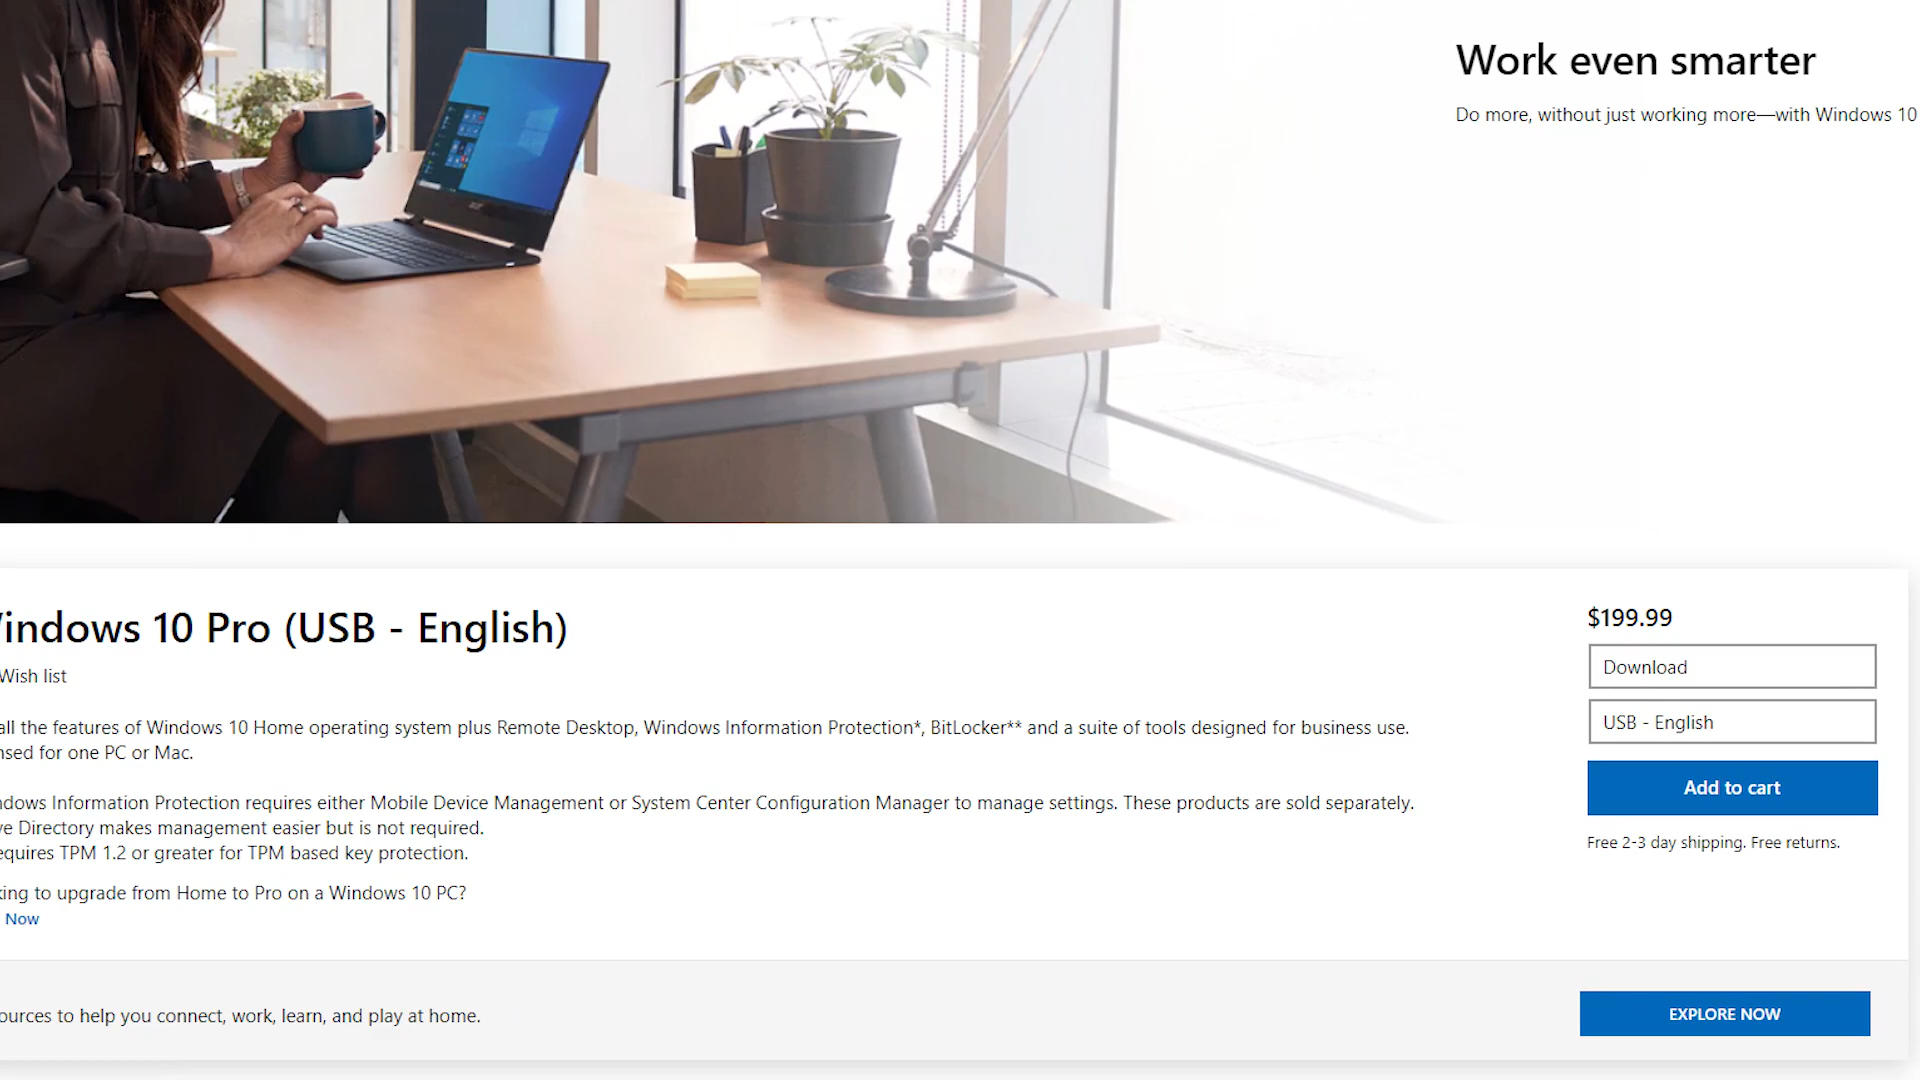 Work even smarter
Do more, without just working more—with Windows 10
indows 10 Pro (USB - English)
Wish list
all the features of Windows 10 Home operating system plus Remote Desktop, Windows Information Protection*, BitLocker** and a suite of tools designed for business use.
nsed for one PC or Mac.
ndows Information Protection requires either Mobile Device Management or System Center Configuration Manager to manage settings. These products are sold separately.
ve Directory makes management easier but is not required.
equires TPM 1.2 or greater for TPM based key protection.
king to upgrade from Home to Pro on a Windows 10 PC?
Now
$199.99
Download
USB - English
Add to cart
Free 2-3 day shipping. Free returns.
ources to help you connect, work, learn, and play at home.
EXPLORE NOW